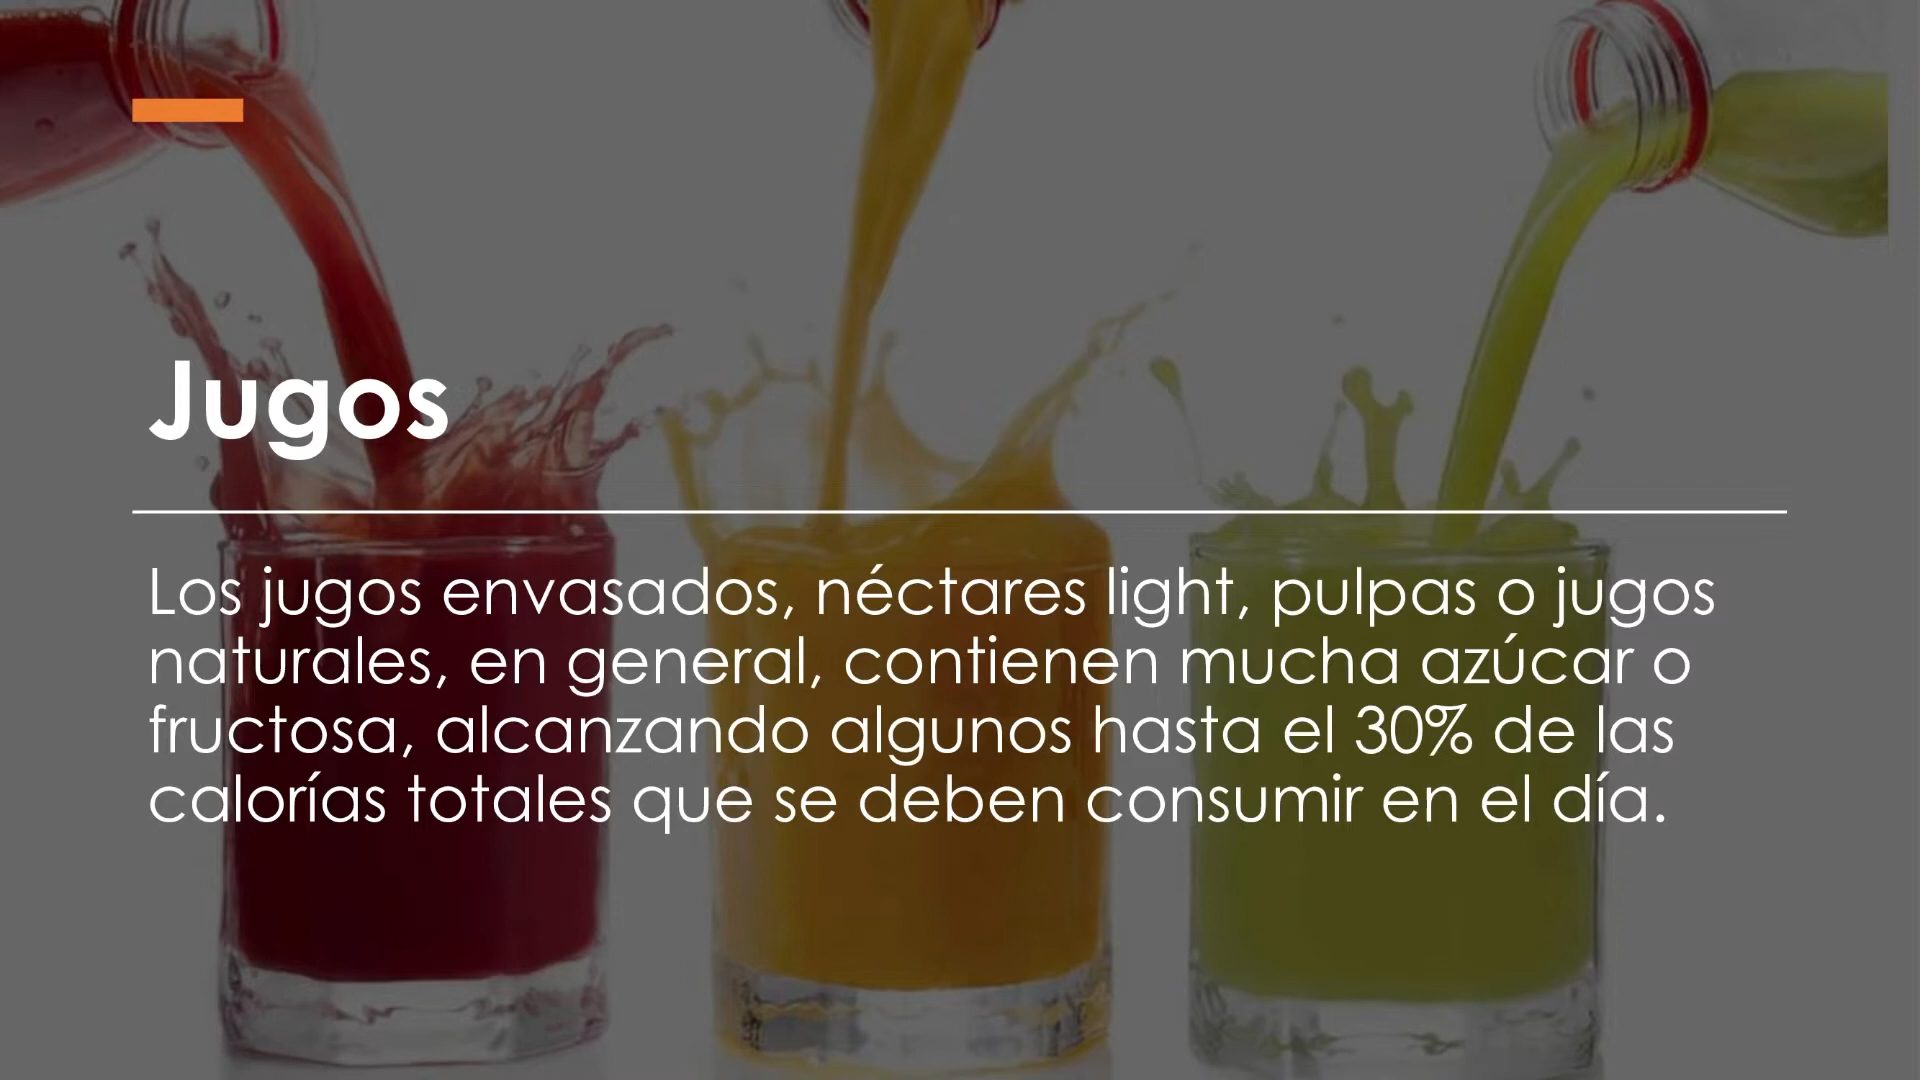 Jugos
Los jugos envasados, néctares light, pulpas o jugos
naturales, en general, contienen mucha azúcar o
fructosa, alcanzando algunos hasta el 30% de las
calorías totales que se deben consumir en el día.